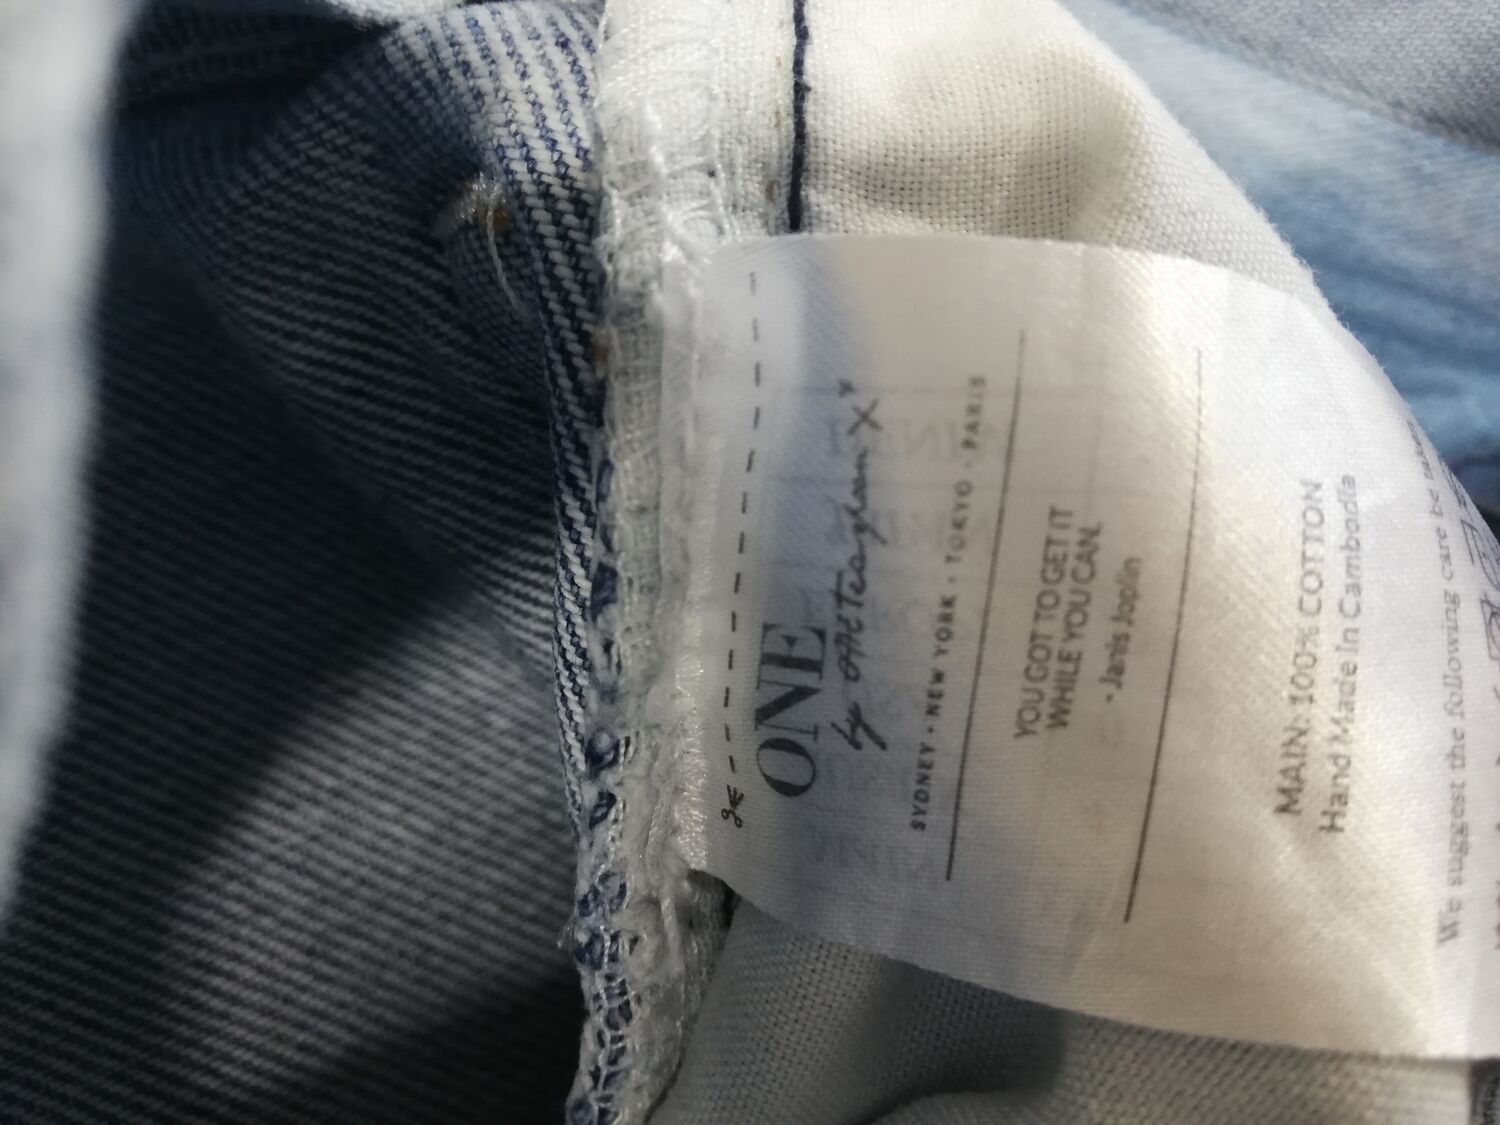 ONE
by OneTeaspoon X
SYDNEY • NEW YORK • TOKYO • PARIS
YOU GOT TO GET IT
WHILE YOU CAN.
- Janis Joplin
MAIN: 100% COTTON
Hand Made In Cambodia
We suggest the following care be taken